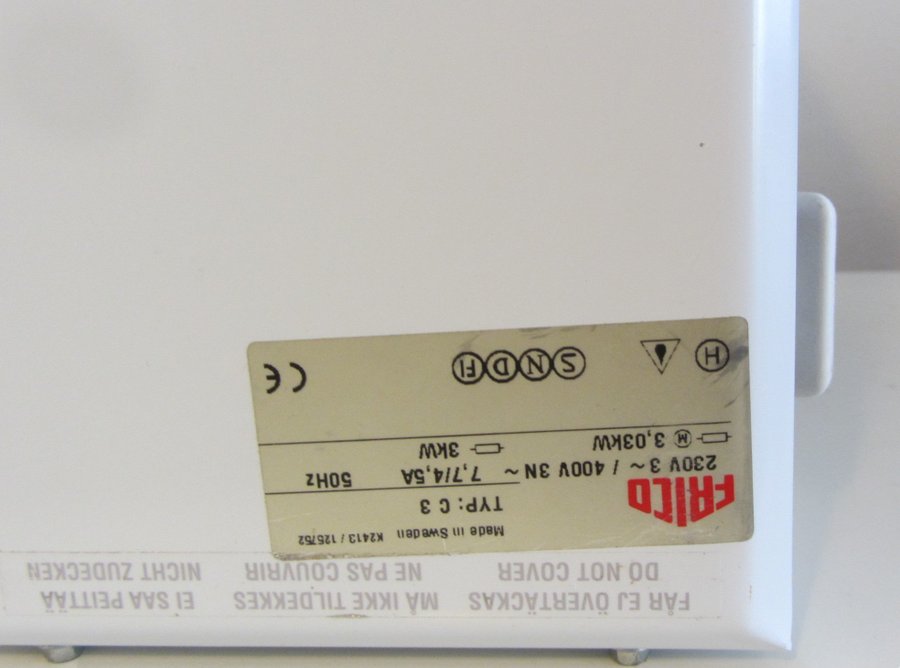 FÅR EJ ÖVERTÄCKAS MÅ IKKE TILDEKKES EI SAA PEITTÄÄ
DO NOT COVER NE PAS COUVRIR NICHT ZUDECKEN
FRICO Made in Sweden K2413 / 125752
TYP: C 3
230V 3~ / 400V 3N~ 7,7/4,5A 50Hz
M 3,03kW 3kW
H S N D FI CE